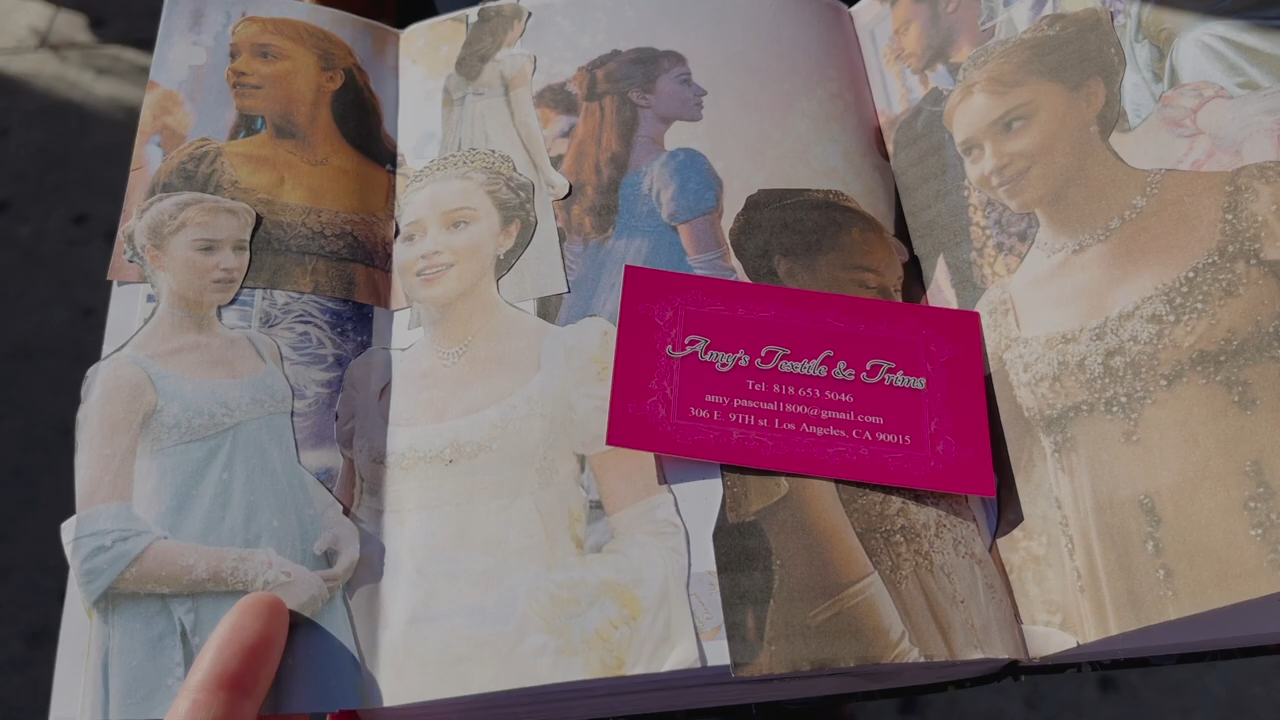 Amy's Textile & Trims
Tel: 818 653 5046
amy.pascual1800@gmail.com
306 E. 9TH st. Los Angeles, CA 90015